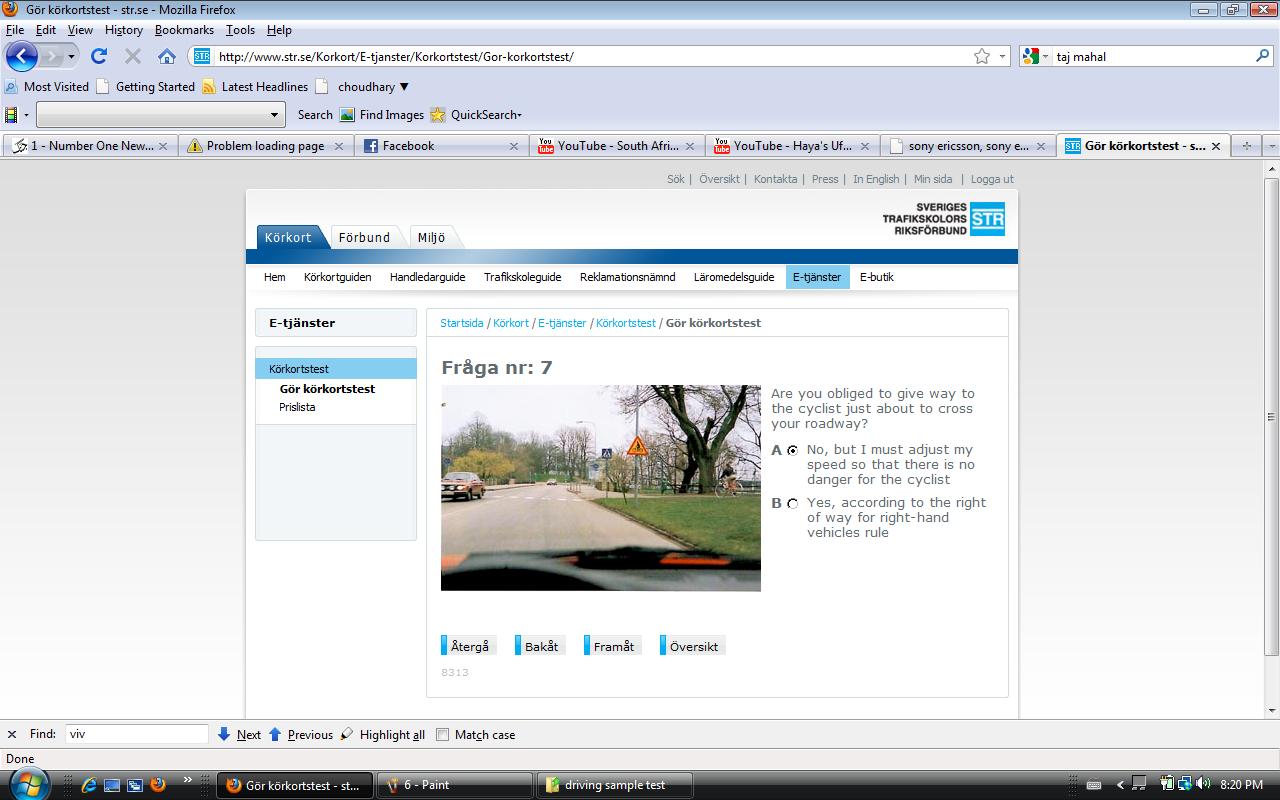 Gör körkortstest - str.se - Mozilla Firefox
File Edit View History Bookmarks Tools Help
STR http://www.str.se/Korkort/E-tjanster/Korkortstest/Gor-korkortstest/ taj mahal
Most Visited Getting Started Latest Headlines choudhary
Search Find Images QuickSearch
1 - Number One New... Problem loading page Facebook You Tube YouTube - South Afri... You Tube YouTube - Haya's Uf... sony ericsson, sony e... STR Gör körkortstest - s...
Sök | Översikt | Kontakta | Press | In English | Min sida | Logga ut
SVERIGES
TRAFIKSKOLORS STR
RIKSFÖRBUND
Körkort Förbund Miljö
Hem Körkortguiden Handledarguide Trafikskoleguide Reklamationsnämnd Läromedelsguide E-tjänster E-butik
E-tjänster
Startsida / Körkort / E-tjänster / Körkortstest / Gör körkortstest
Körkortstest
Gör körkortstest
Prislista
Fråga nr: 7
Are you obliged to give way to
the cyclist just about to cross
your roadway?
A No, but I must adjust my
speed so that there is no
danger for the cyclist
B Yes, according to the right
of way for right-hand
vehicles rule
Återgå Bakåt Framåt Översikt
8313
Find: viv Next Previous Highlight all Match case
Done
Gör körkortstest - st... 6 - Paint driving sample test 8:20 PM